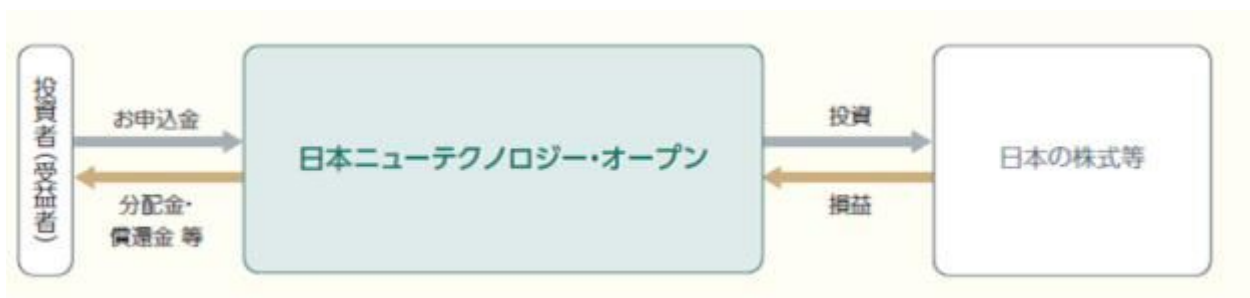 投資者(受益者)
お申込金
分配金・
償還金 等
日本ニューテクノロジー・オープン
投資
損益
日本の株式等